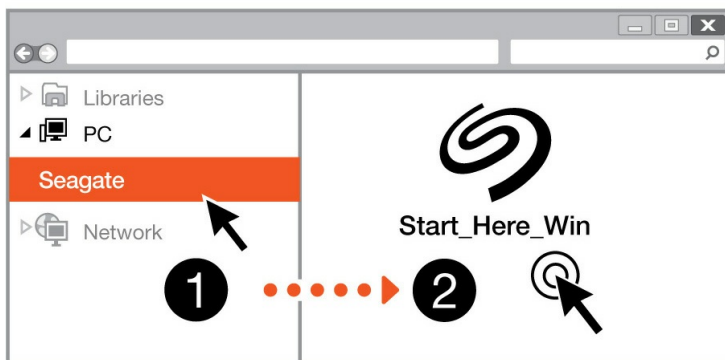 Libraries
PC
Seagate
Network
Start_Here_Win
1
2